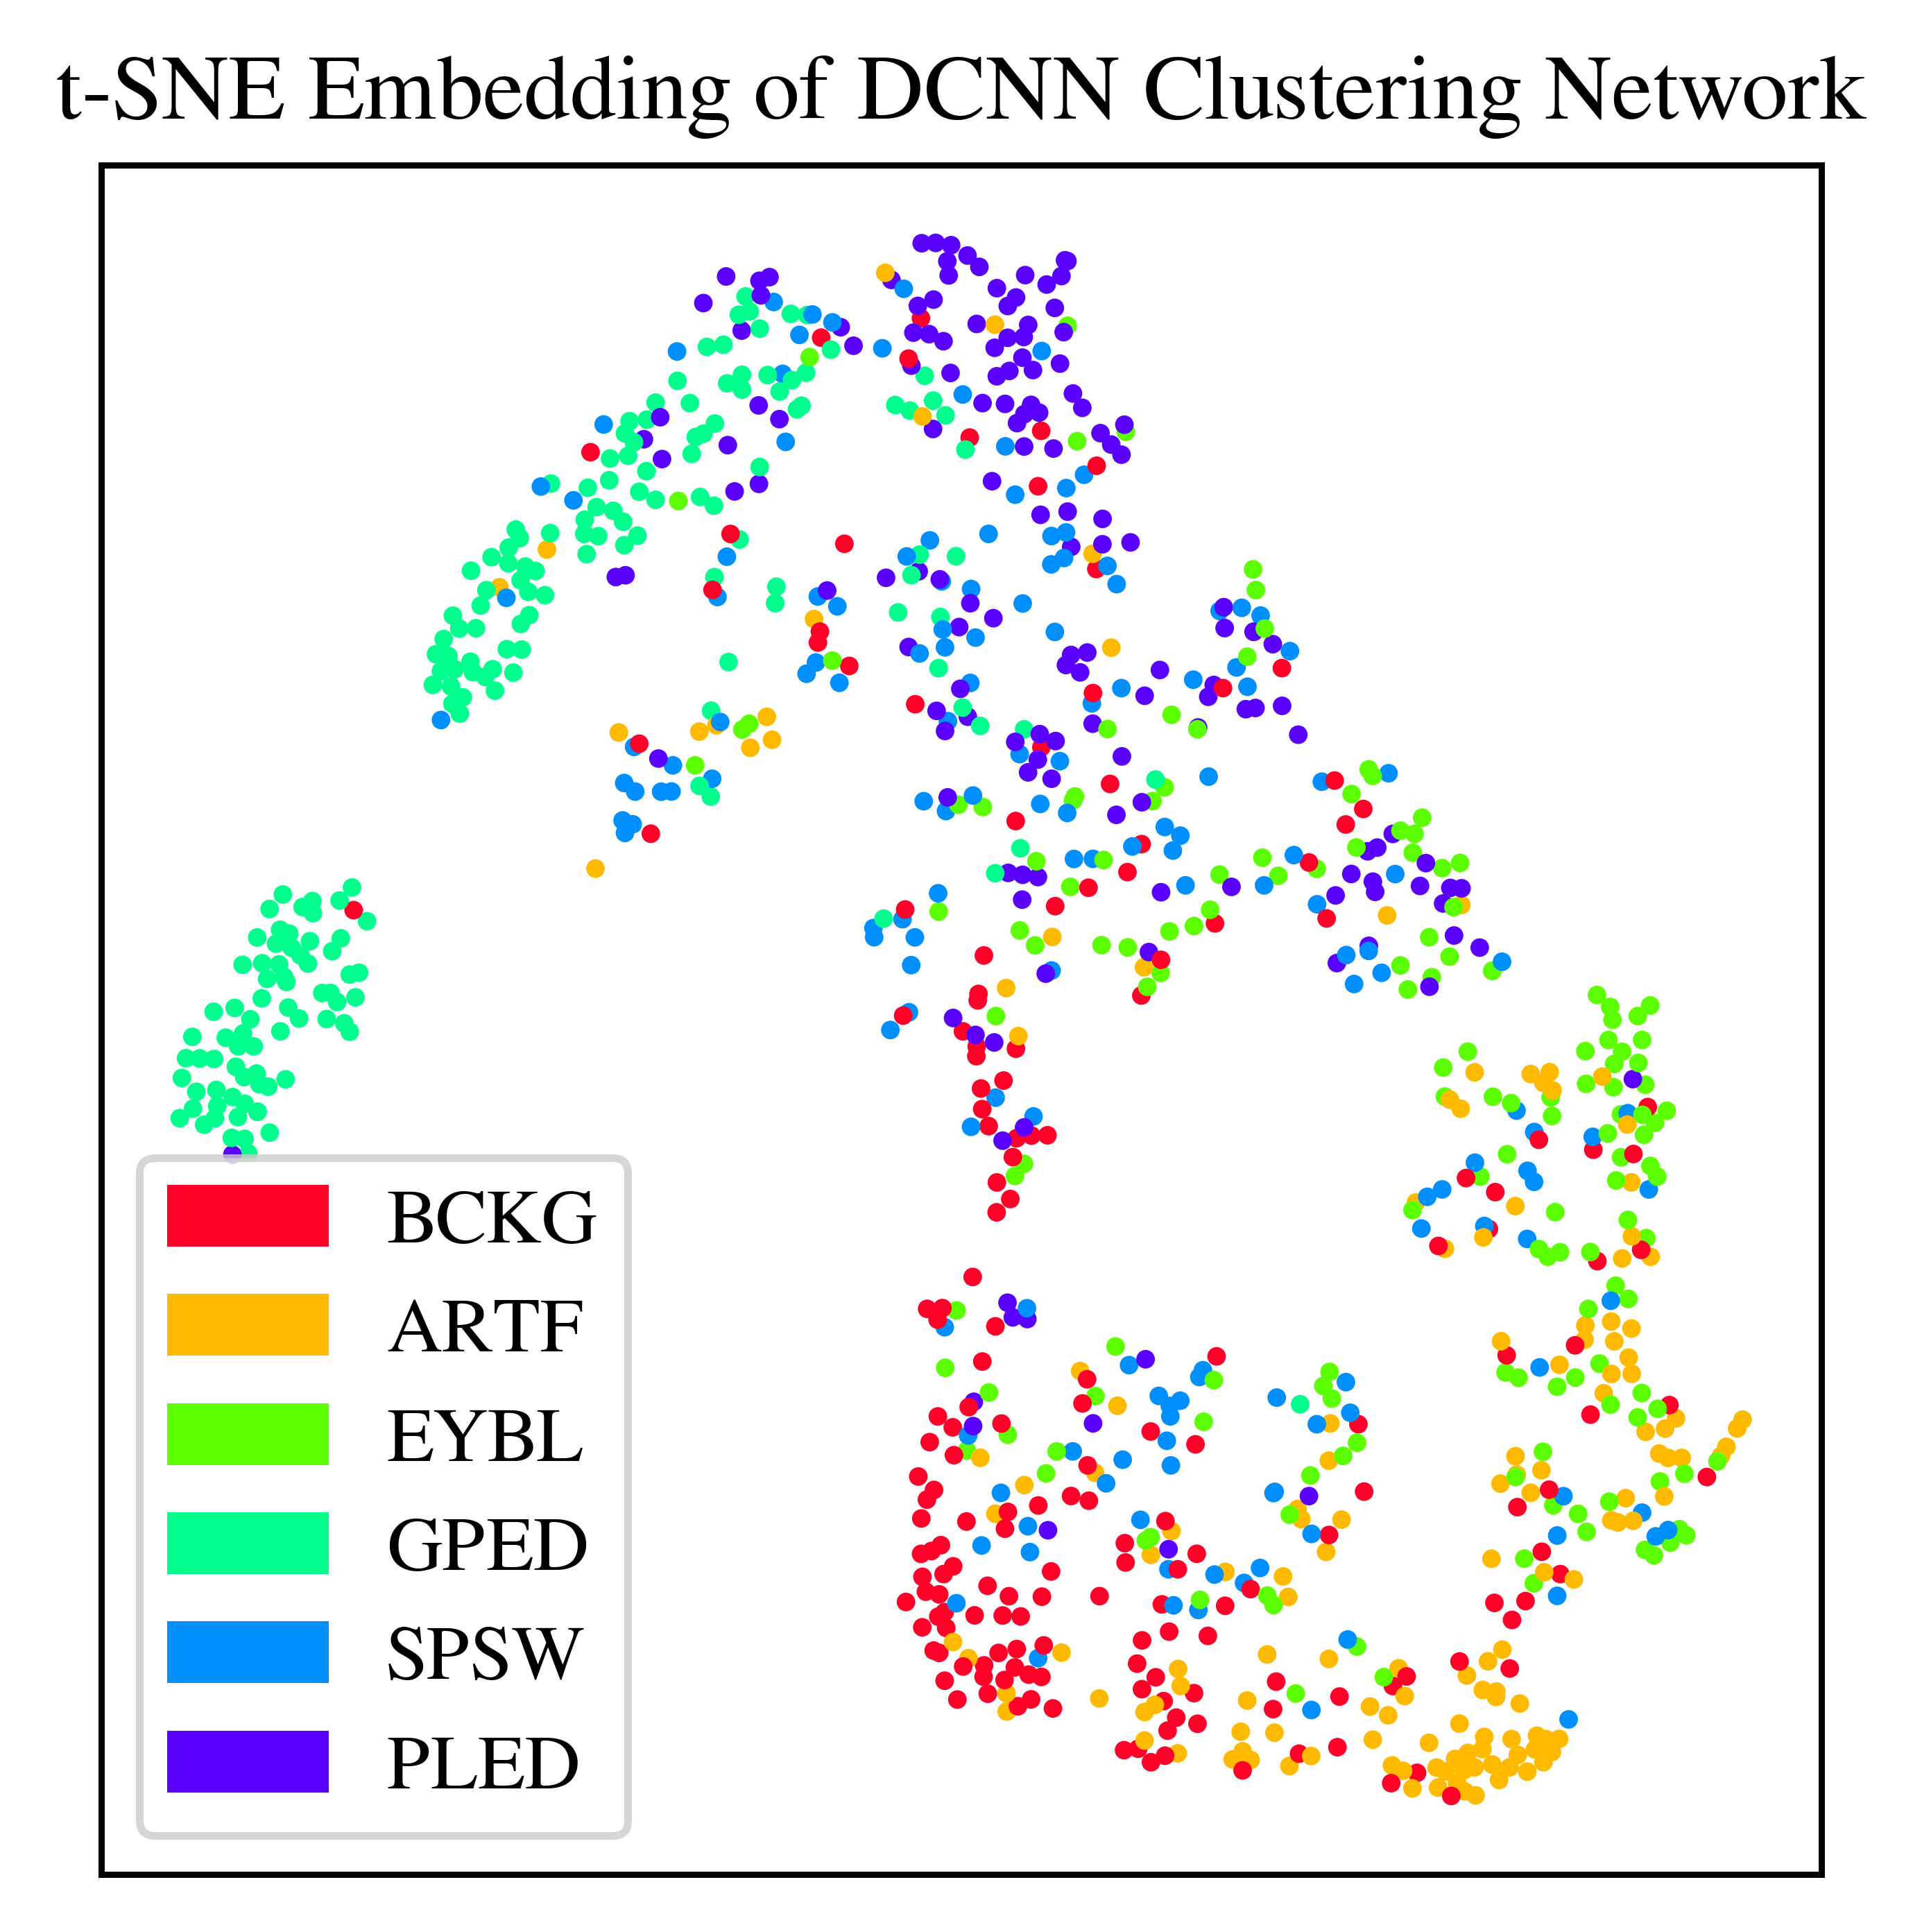 t-SNE Embedding of DCNN Clustering Network
BCKG
ARTF
EYBL
GPED
SPSW
PLED